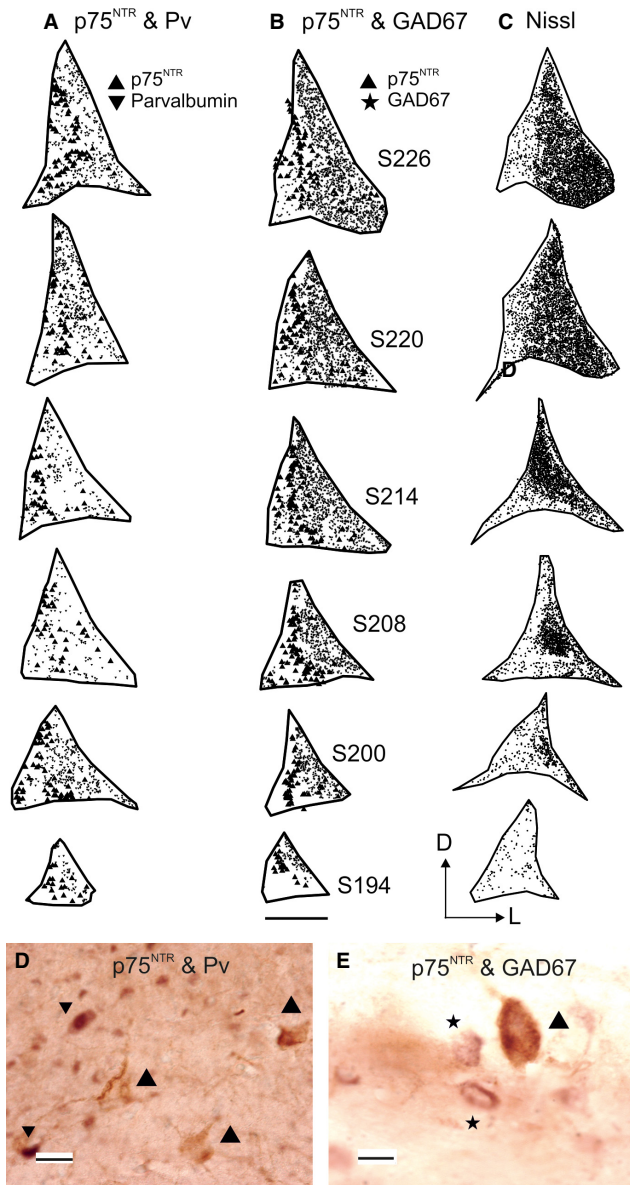 A p75NTR & Pv
B p75NTR & GAD67
C Nissl
p75NTR
Parvalbumin
p75NTR
GAD67
S226
S220
D
S214
S208
S200
S194
D
L
D p75NTR & Pv
E p75NTR & GAD67